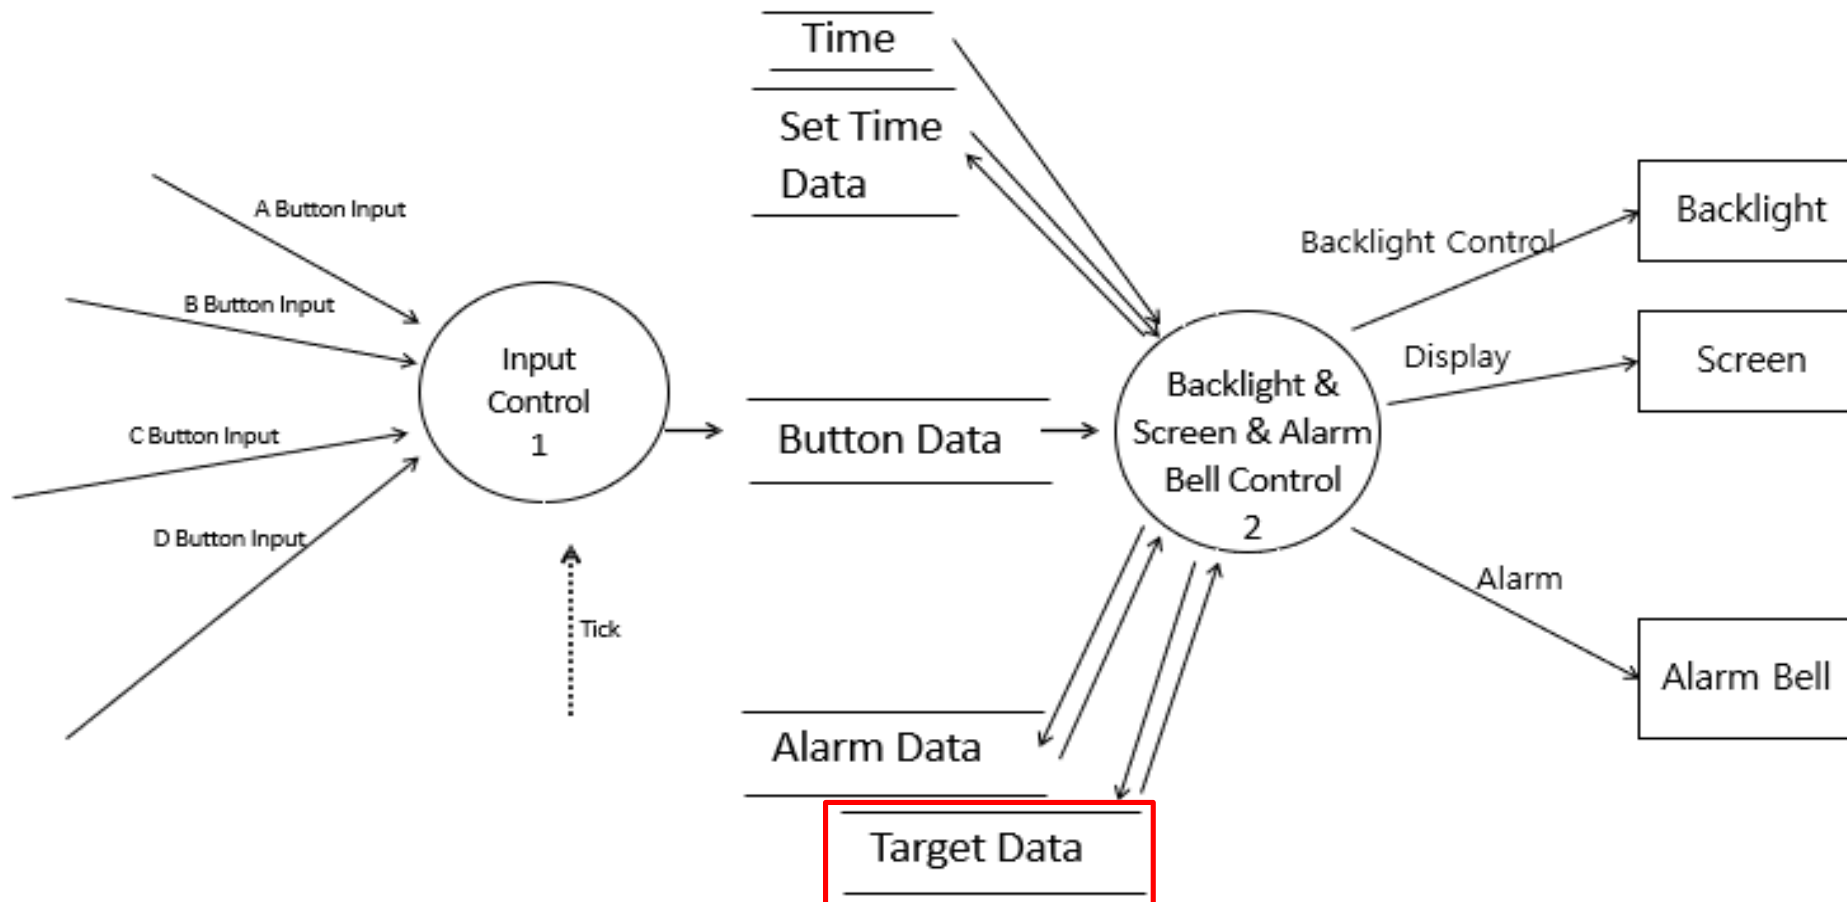 Time
Set Time
Data
A Button Input
B Button Input
C Button Input
D Button Input
Input
Control
1
Tick
Button Data
Backlight &
Screen & Alarm
Bell Control
2
Backlight Control
Display
Alarm
Backlight
Screen
Alarm Bell
Alarm Data
Target Data